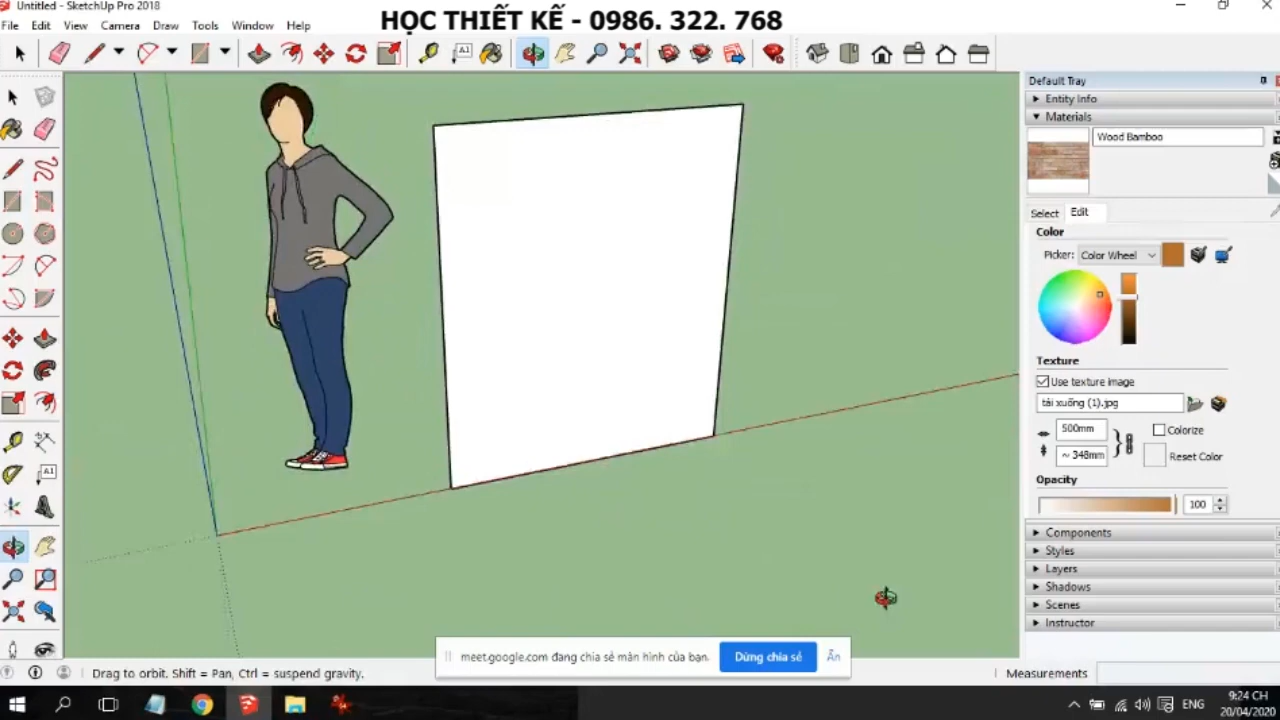 Untitled - SketchUp Pro 2018
HỌC THIẾT KẾ - 0986. 322. 768
File Edit View Camera Draw Tools Window Help
A1
Default Tray
Entity Info
Materials
Wood Bamboo
Select Edit
Color
Picker: Color Wheel
Texture
Use texture image
tải xuống (1).jpg
500mm
Colorize
~ 348mm
Reset Color
Opacity
100
A1
Components
Styles
Layers
Shadows
Scenes
Instructor
meet.google.com đang chia sẻ màn hình của bạn.
Dừng chia sẻ
Ẩn
Drag to orbit. Shift = Pan, Ctrl = suspend gravity.
Measurements
ENG
9:24 CH
20/04/2020